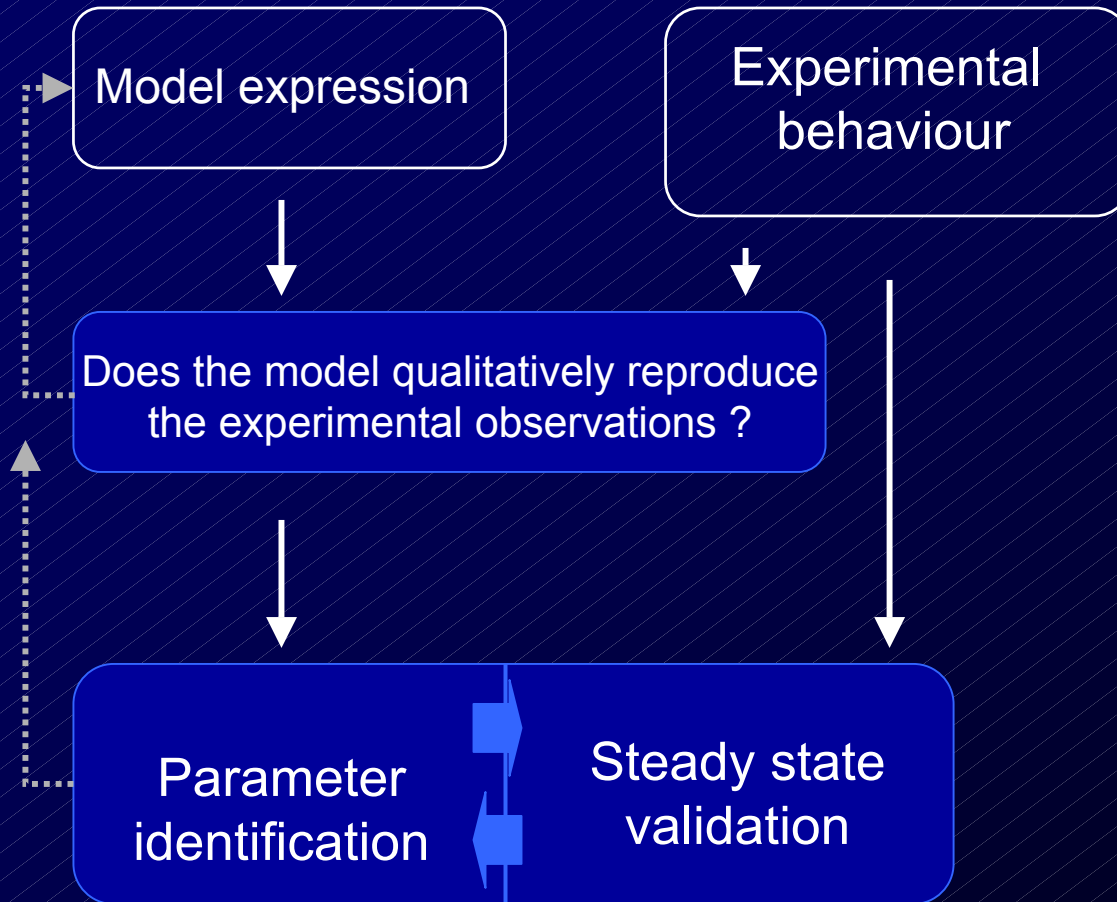 Model expression
Experimental
behaviour
Does the model qualitatively reproduce
the experimental observations ?
Parameter
identification
Steady state
validation